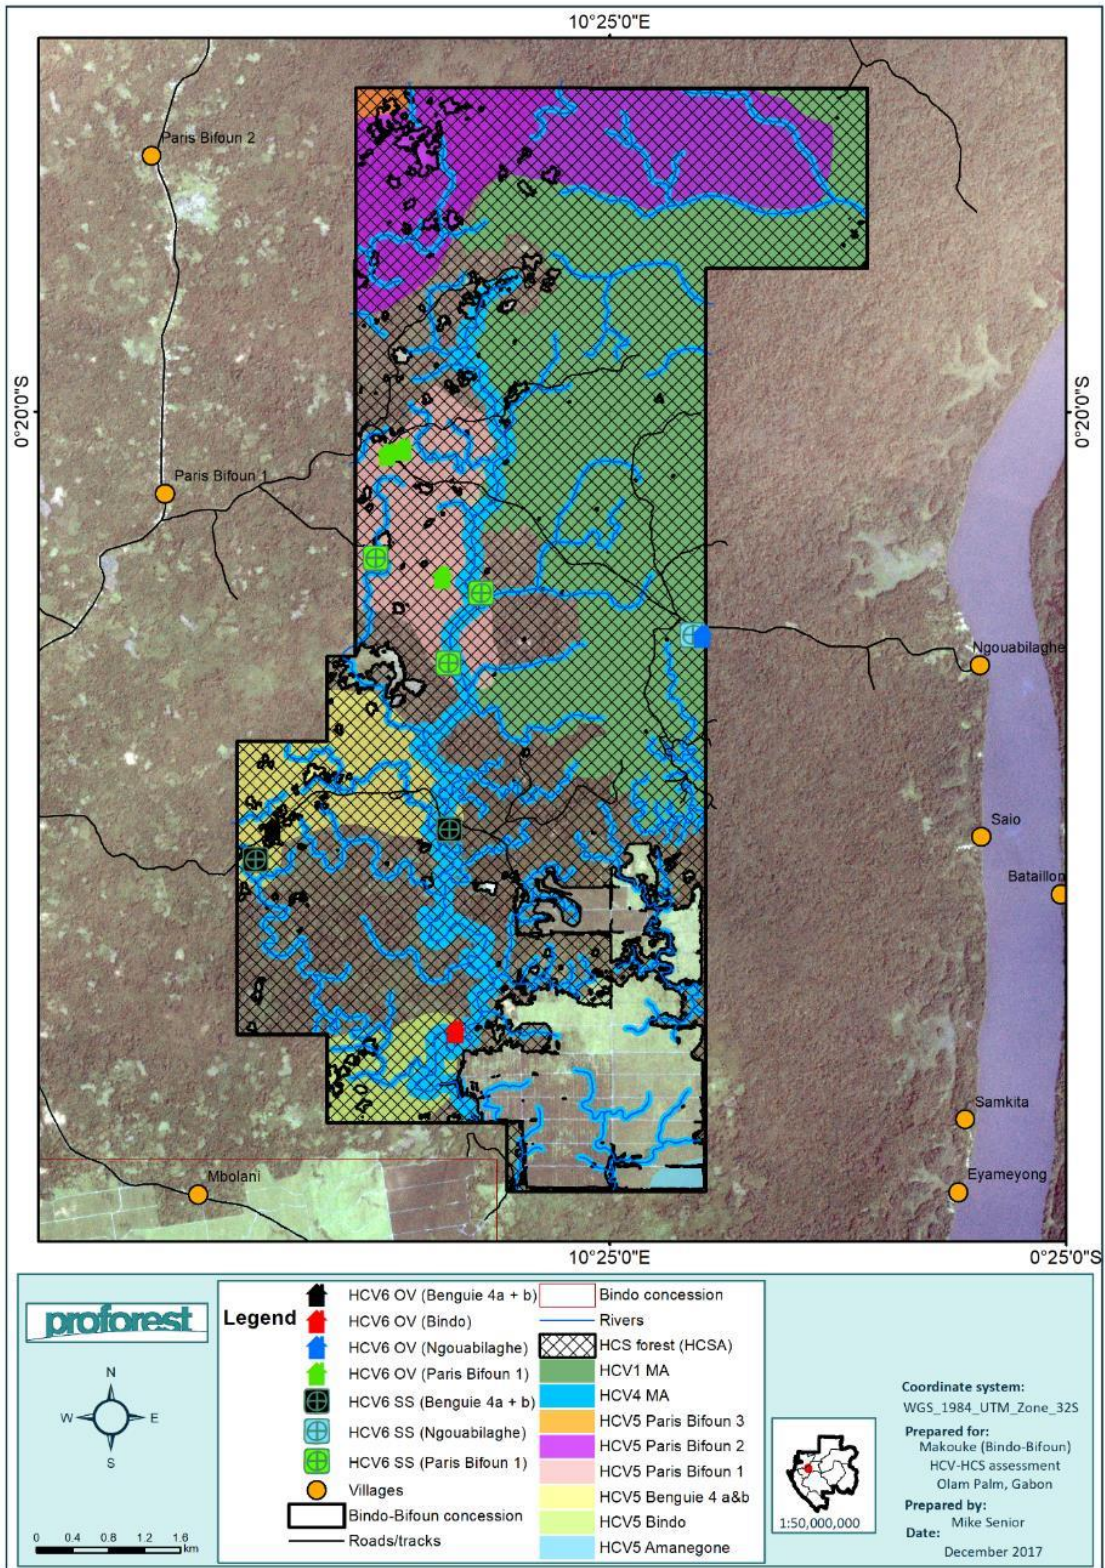 10°25'0"E
Paris Bifoun 2
0°20'0"S
0°20'0"S
Paris Bifoun 1
Ngouabilaghe
Saio
Bataillon
Samkita
Eyameyong
Mbolani
10°25'0"E
0°25'0"S
proforest
N
W E
S
0 0.4 0.8 1.2 1.6
km
Legend
HCV6 OV (Benguie 4a + b)
HCV6 OV (Bindo)
HCV6 OV (Ngouabilaghe)
HCV6 OV (Paris Bifoun 1)
HCV6 SS (Benguie 4a + b)
HCV6 SS (Ngouabilaghe)
HCV6 SS (Paris Bifoun 1)
Villages
Bindo-Bifoun concession
Roads/tracks
Bindo concession
Rivers
HCS forest (HCSA)
HCV1 MA
HCV4 MA
HCV5 Paris Bifoun 3
HCV5 Paris Bifoun 2
HCV5 Paris Bifoun 1
HCV5 Benguie 4 a&b
HCV5 Bindo
HCV5 Amanegone
1:50,000,000
Coordinate system:
WGS_1984_UTM_Zone_32S
Prepared for:
Makouke (Bindo-Bifoun)
HCV-HCS assessment
Olam Palm, Gabon
Prepared by:
Mike Senior
Date:
December 2017